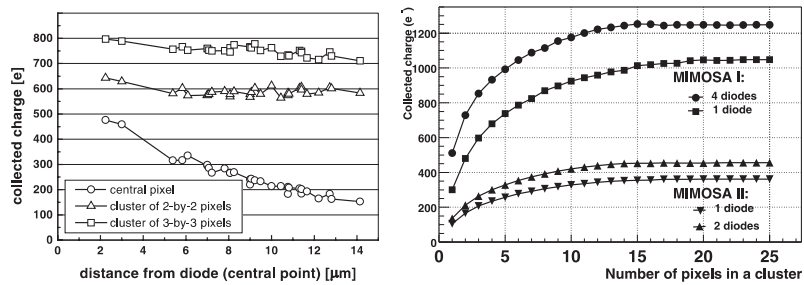 collected charge [e]
900
800
700
600
500
400
300
200
100
0
central pixel
cluster of 2-by-2 pixels
cluster of 3-by-3 pixels
0
2
4
6
8
10
12
14
distance from diode (central point) [μm]
Collected charge (e⁻)
1200
1000
800
600
400
200
0
MIMOSA I:
4 diodes
1 diode
MIMOSA II:
1 diode
2 diodes
0
5
10
15
20
25
Number of pixels in a cluster